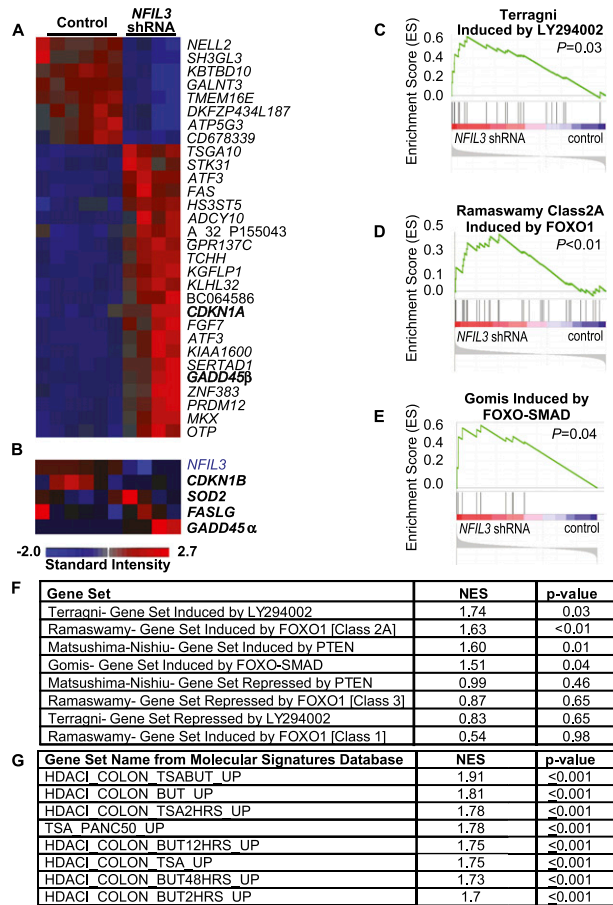 A
Control
NFIL3
shRNA
NELL2
SH3GL3
KBTBD10
GALNT3
TMEM16E
DKFZP434L187
ATP5G3
CD678339
TSGA10
STK31
ATF3
FAS
HS3ST5
ADCY10
A_32_P155043
GPR137C
TCHH
KGFLP1
KLHL32
BC064586
CDKN1A
FGF7
ATF3
KIAA1600
SERTAD1
GADD45β
ZNF383
PRDM12
MKX
OTP
B
NFIL3
CDKN1B
SOD2
FASLG
GADD45α
-2.0
2.7
Standard Intensity
C
Terragni
Induced by LY294002
P=0.03
Enrichment Score (ES)
0.6
0.4
0.2
0.0
NFIL3 shRNA
control
D
Ramaswamy Class2A
Induced by FOXO1
P<0.01
Enrichment Score (ES)
0.5
0.3
0.2
0.0
NFIL3 shRNA
control
E
Gomis Induced by
FOXO-SMAD
P=0.04
Enrichment Score (ES)
0.6
0.4
0.2
0.0
NFIL3 shRNA
control
F
Gene Set NES p-value
Terragni- Gene Set Induced by LY294002 1.74 0.03
Ramaswamy- Gene Set Induced by FOXO1 [Class 2A] 1.63 <0.01
Matsushima-Nishiu- Gene Set Induced by PTEN 1.60 0.01
Gomis- Gene Set Induced by FOXO-SMAD 1.51 0.04
Matsushima-Nishiu- Gene Set Repressed by PTEN 0.99 0.46
Ramaswamy- Gene Set Repressed by FOXO1 [Class 3] 0.87 0.65
Terragni- Gene Set Repressed by LY294002 0.83 0.65
Ramaswamy- Gene Set Induced by FOXO1 [Class 1] 0.54 0.98
G
Gene Set Name from Molecular Signatures Database NES p-value
HDACI_COLON_TSABUT_UP 1.91 ≤0.001
HDACI_COLON_BUT_UP 1.81 ≤0.001
HDACI_COLON_TSA2HRS_UP 1.78 ≤0.001
TSA_PANC50_UP 1.78 ≤0.001
HDACI_COLON_BUT12HRS_UP 1.75 ≤0.001
HDACI_COLON_TSA_UP 1.75 ≤0.001
HDACI_COLON_BUT48HRS_UP 1.73 ≤0.001
HDACI_COLON_BUT2HRS_UP 1.7 ≤0.001